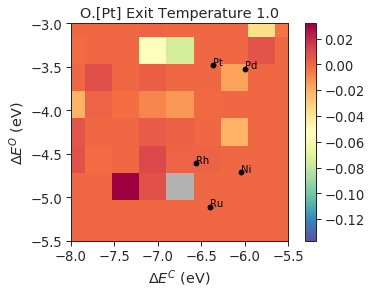 O.[Pt] Exit Temperature 1.0
−3.0
−3.5
−4.0
−4.5
−5.0
−5.5
ΔE^O (eV)
Pt
Pd
Rh
Ni
Ru
−8.0 −7.5 −7.0 −6.5 −6.0 −5.5
ΔE^C (eV)
0.02
0.00
−0.02
−0.04
−0.06
−0.08
−0.10
−0.12